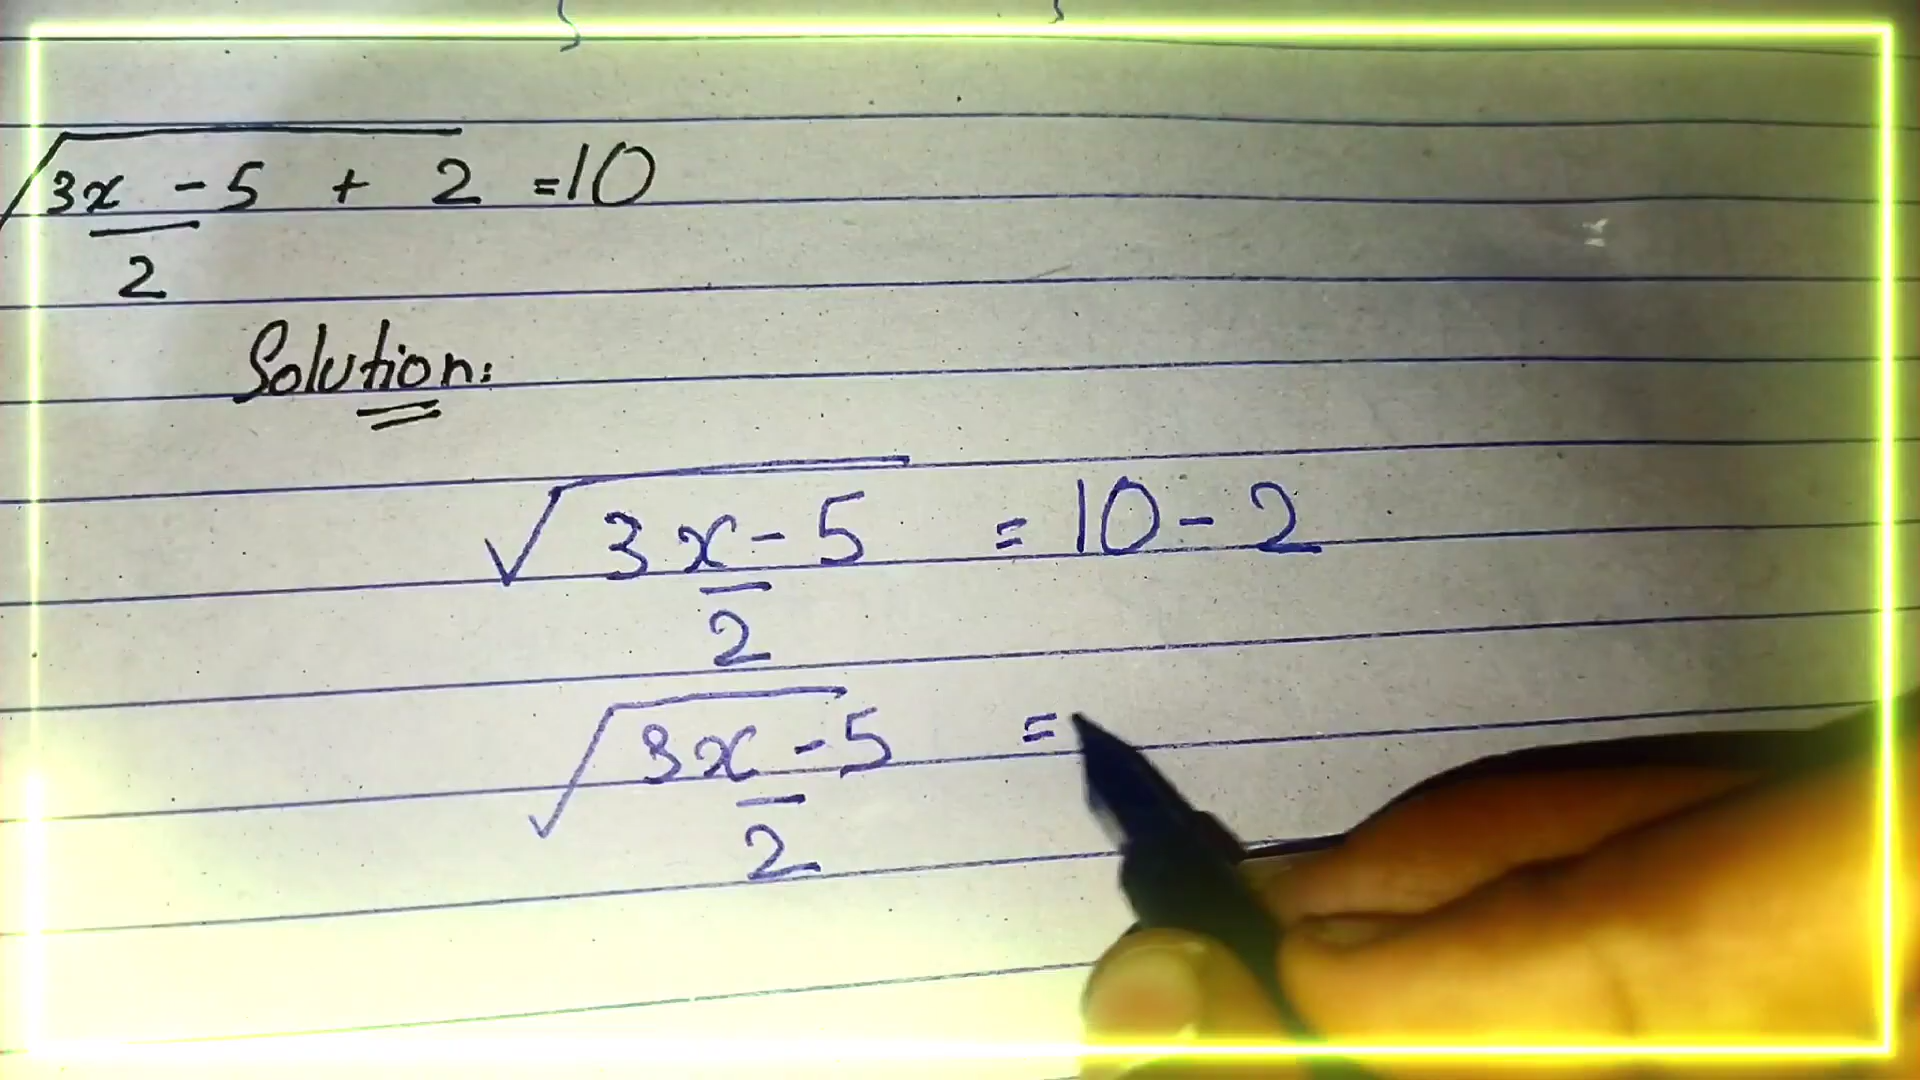 √3x - 5 + 2 = 10
2
Solution:
√3x - 5 = 10 - 2
2
√3x - 5 =
2